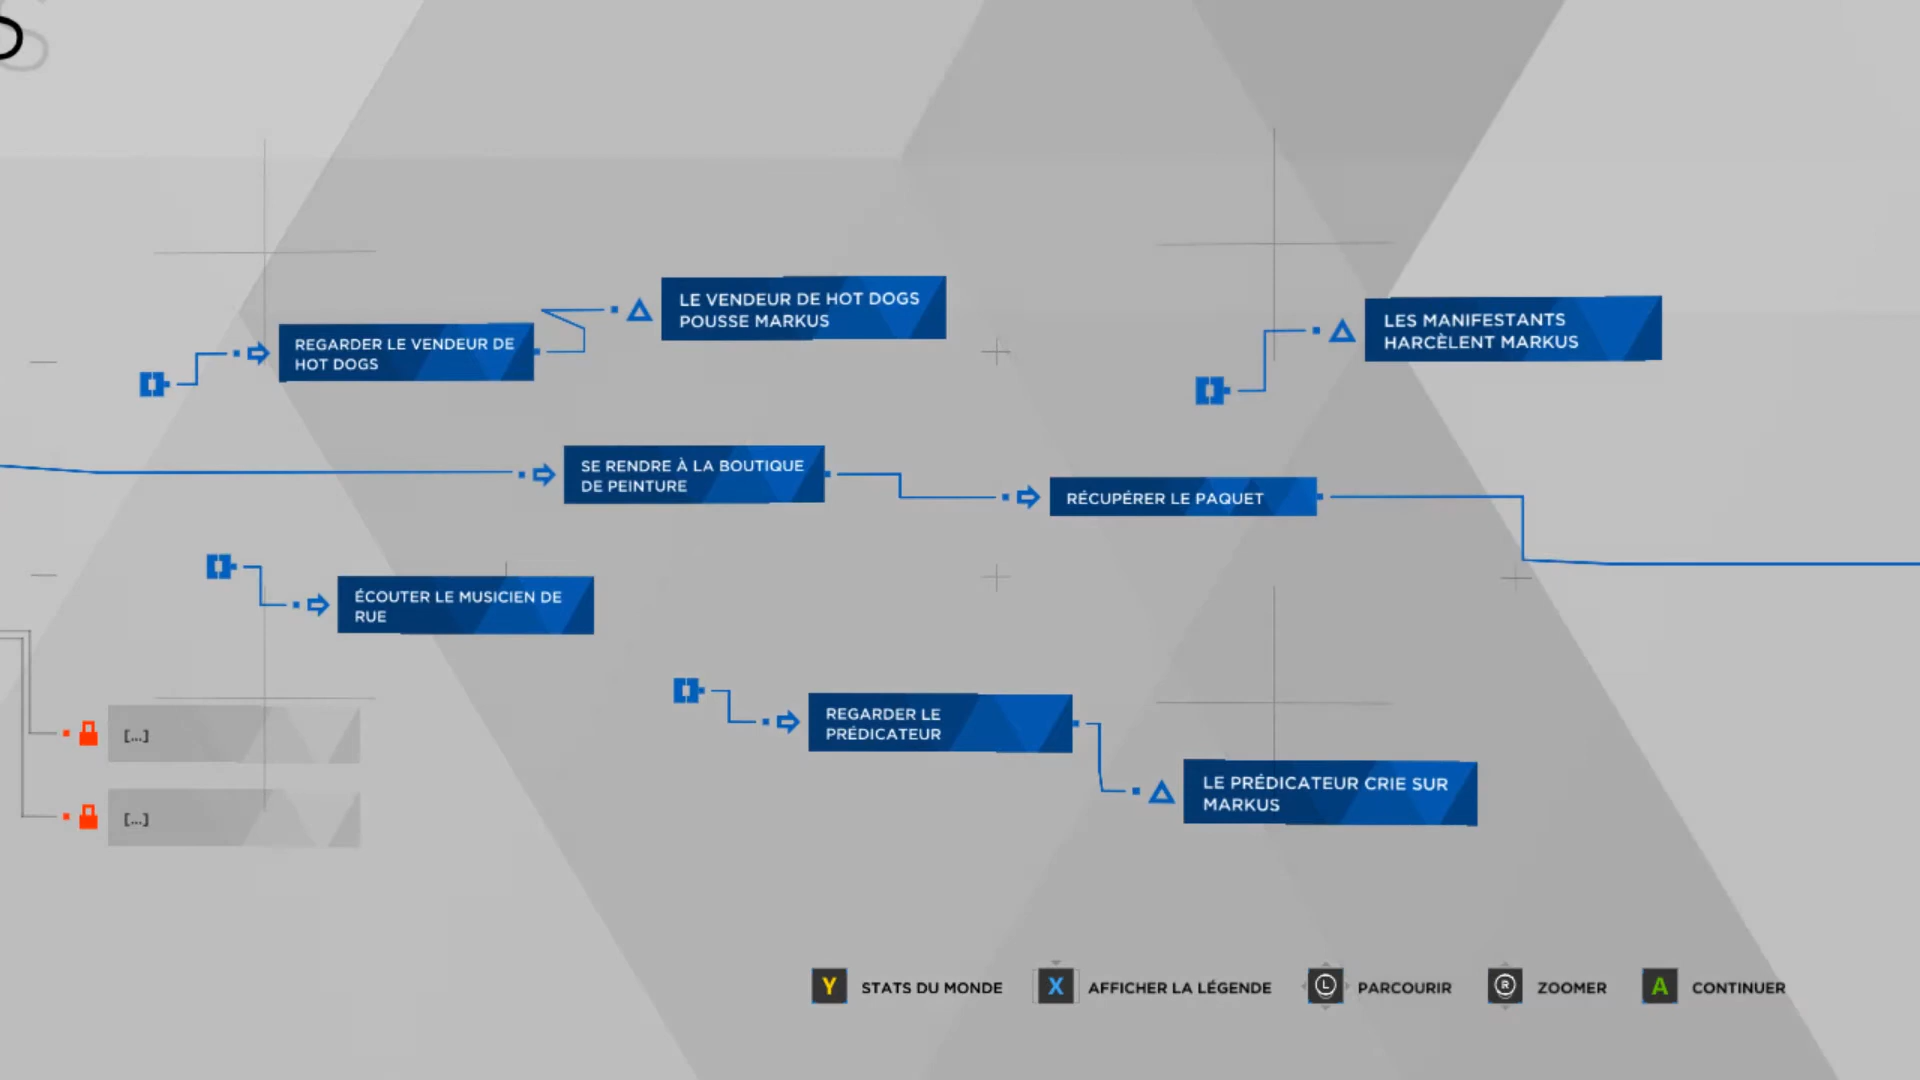 S
LE VENDEUR DE HOT DOGS
POUSSE MARKUS
LES MANIFESTANTS
HARCÈLENT MARKUS
REGARDER LE VENDEUR DE
HOT DOGS
SE RENDRE À LA BOUTIQUE
DE PEINTURE
RÉCUPÉRER LE PAQUET
ÉCOUTER LE MUSICIEN DE
RUE
REGARDER LE
PRÉDICATEUR
[...]
LE PRÉDICATEUR CRIE SUR
MARKUS
[...]
Y STATS DU MONDE X AFFICHER LA LÉGENDE L PARCOURIR R ZOOMER A CONTINUER